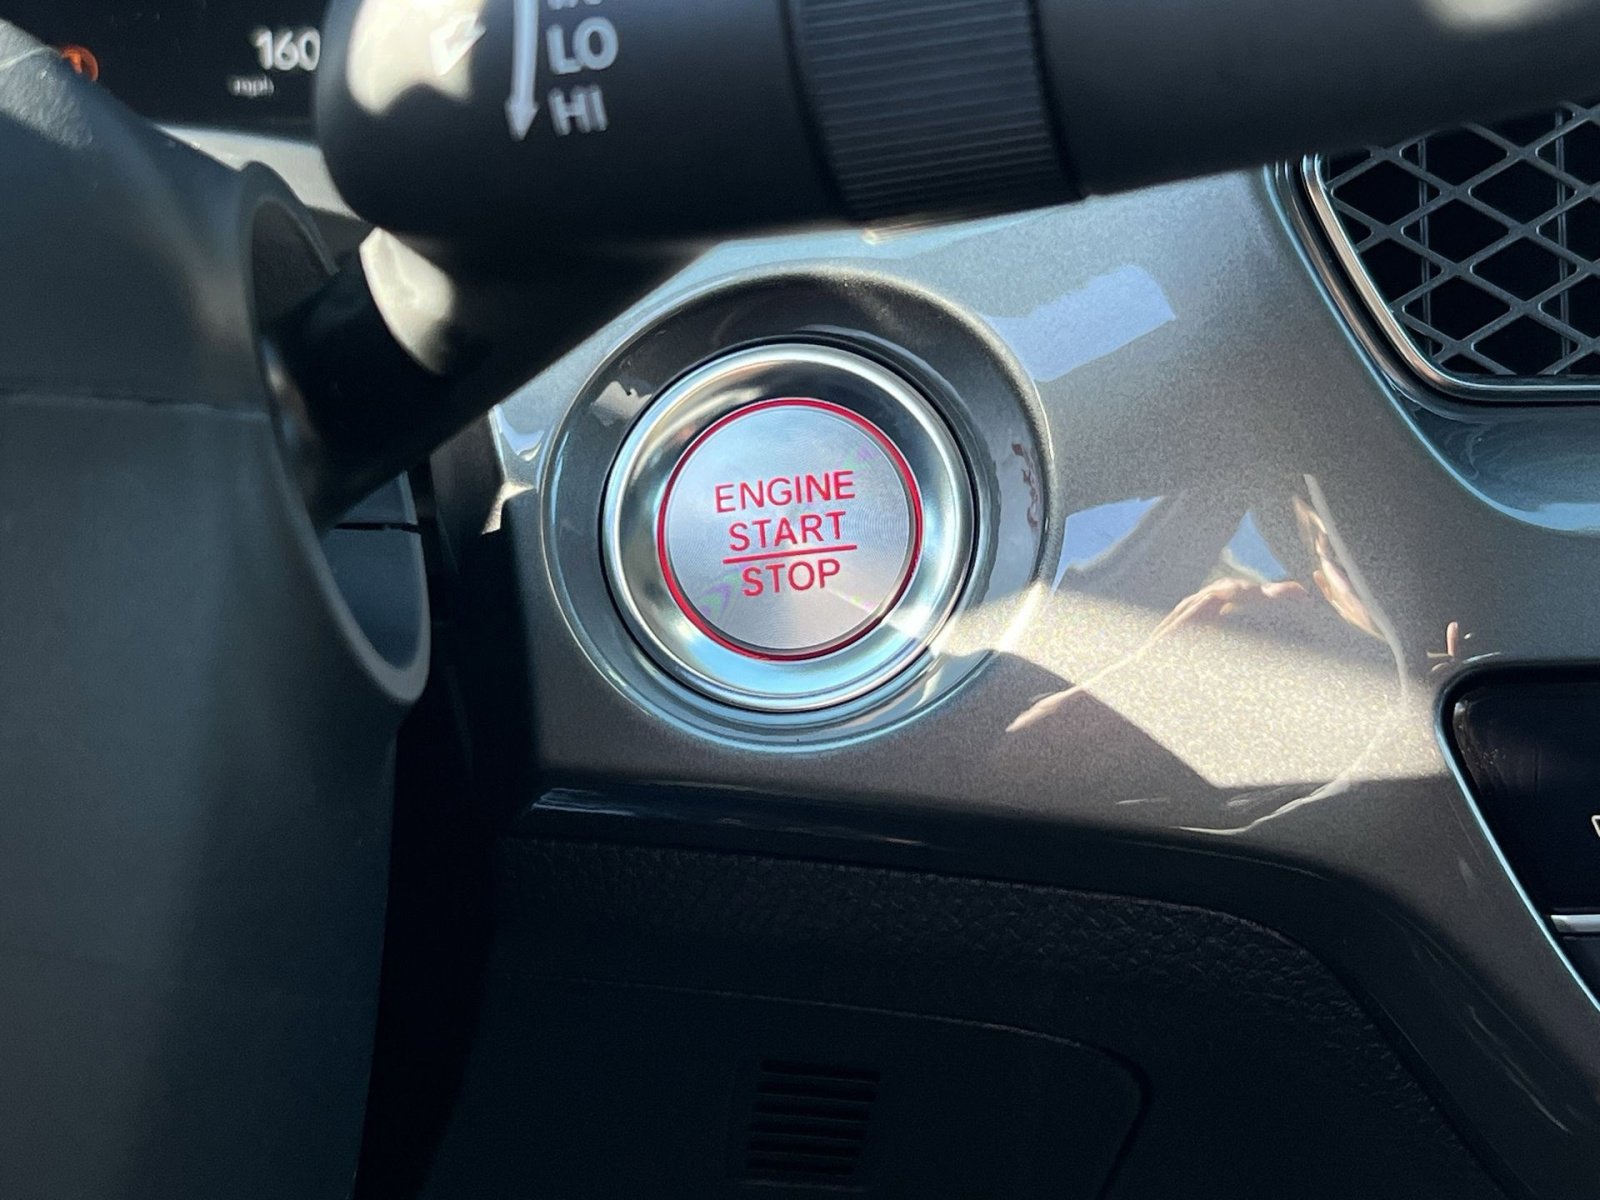 160
mph
LO
HI
ENGINE
START
STOP